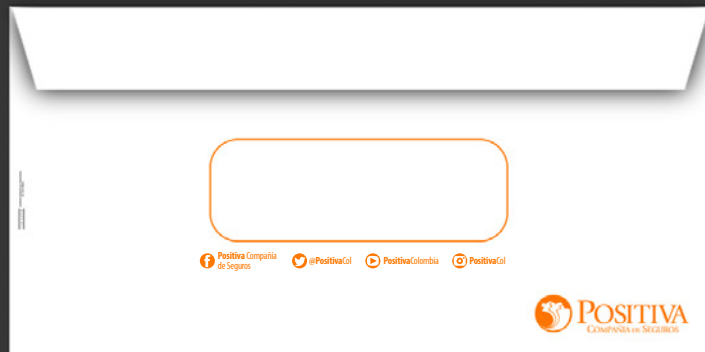 Positiva Compañía
de Seguros
@PositivaCol
PositivaColombia
PositivaCol
POSITIVA
COMPAÑÍA DE SEGUROS